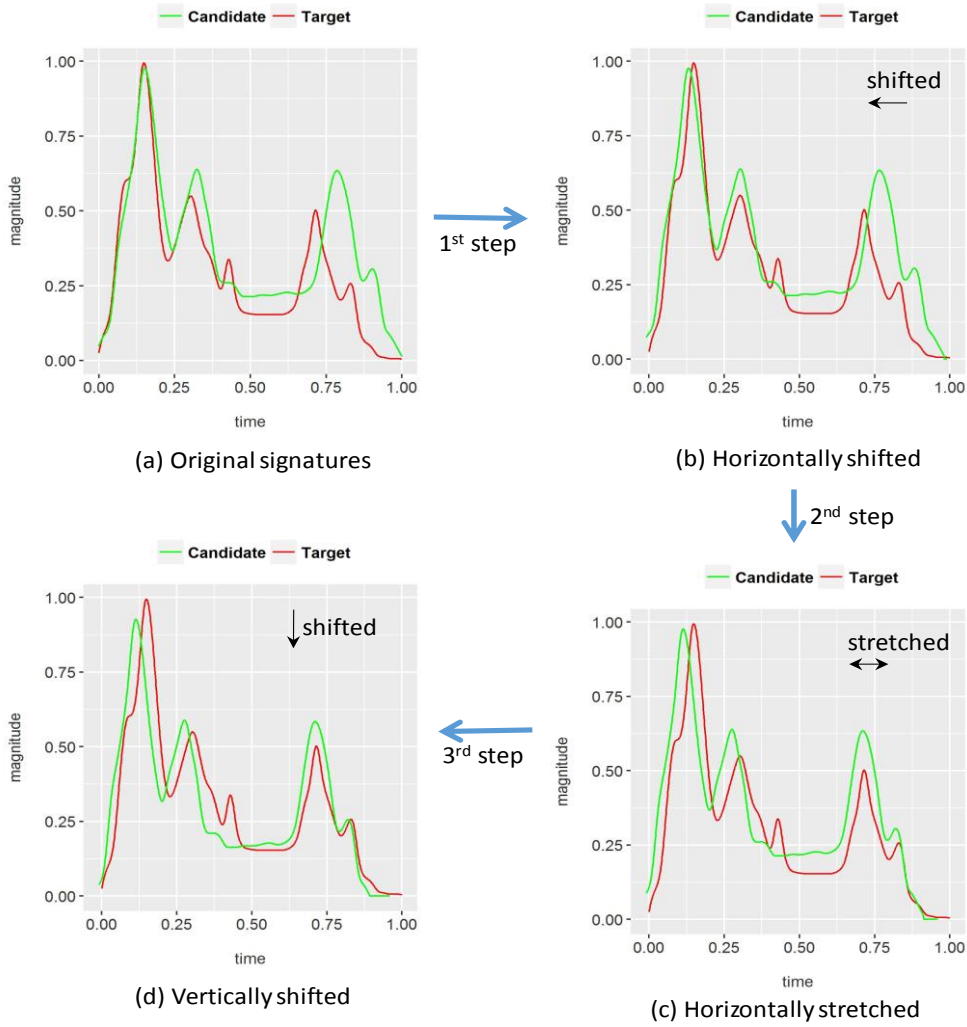 Candidate Target
1.00
0.75
0.50
0.25
0.00
magnitude
0.00 0.25 0.50 0.75 1.00
time
(a) Original signatures
1st step
Candidate Target
shifted
1.00
0.75
0.50
0.25
0.00
magnitude
0.00 0.25 0.50 0.75 1.00
time
(b) Horizontally shifted
2nd step
Candidate Target
stretched
1.00
0.75
0.50
0.25
0.00
magnitude
0.00 0.25 0.50 0.75 1.00
time
(c) Horizontally stretched
3rd step
Candidate Target
shifted
1.00
0.75
0.50
0.25
0.00
magnitude
0.00 0.25 0.50 0.75 1.00
time
(d) Vertically shifted